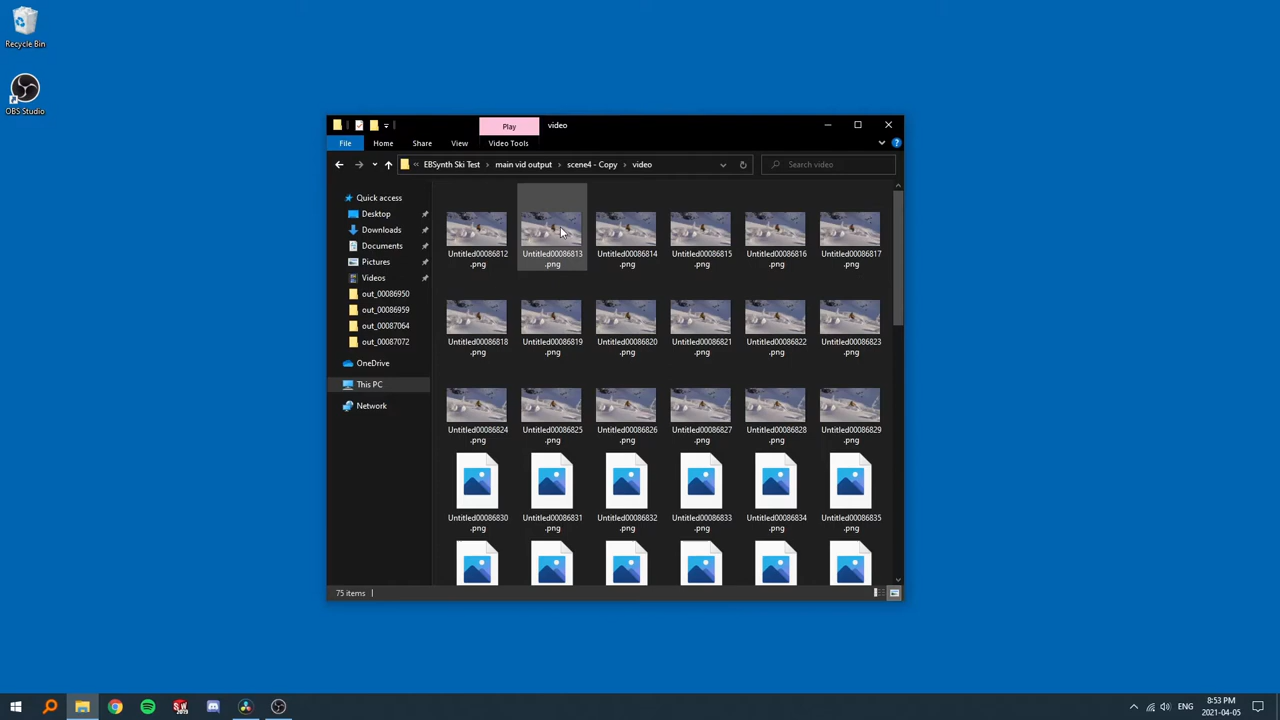 Recycle Bin
OBS Studio
Play
video
File
Home
Share
View
Video Tools
« EBSynth Ski Test › main vid output › scene4 - Copy › video
Search video
Quick access
Desktop
Downloads
Documents
Pictures
Videos
out_00086950
out_00086959
out_00087064
out_00087072
OneDrive
This PC
Network
Untitled00086812
.png
Untitled00086813
.png
Untitled00086814
.png
Untitled00086815
.png
Untitled00086816
.png
Untitled00086817
.png
Untitled00086818
.png
Untitled00086819
.png
Untitled00086820
.png
Untitled00086821
.png
Untitled00086822
.png
Untitled00086823
.png
Untitled00086824
.png
Untitled00086825
.png
Untitled00086826
.png
Untitled00086827
.png
Untitled00086828
.png
Untitled00086829
.png
Untitled00086830
.png
Untitled00086831
.png
Untitled00086832
.png
Untitled00086833
.png
Untitled00086834
.png
Untitled00086835
.png
75 items
ENG
8:53 PM
2021-04-05